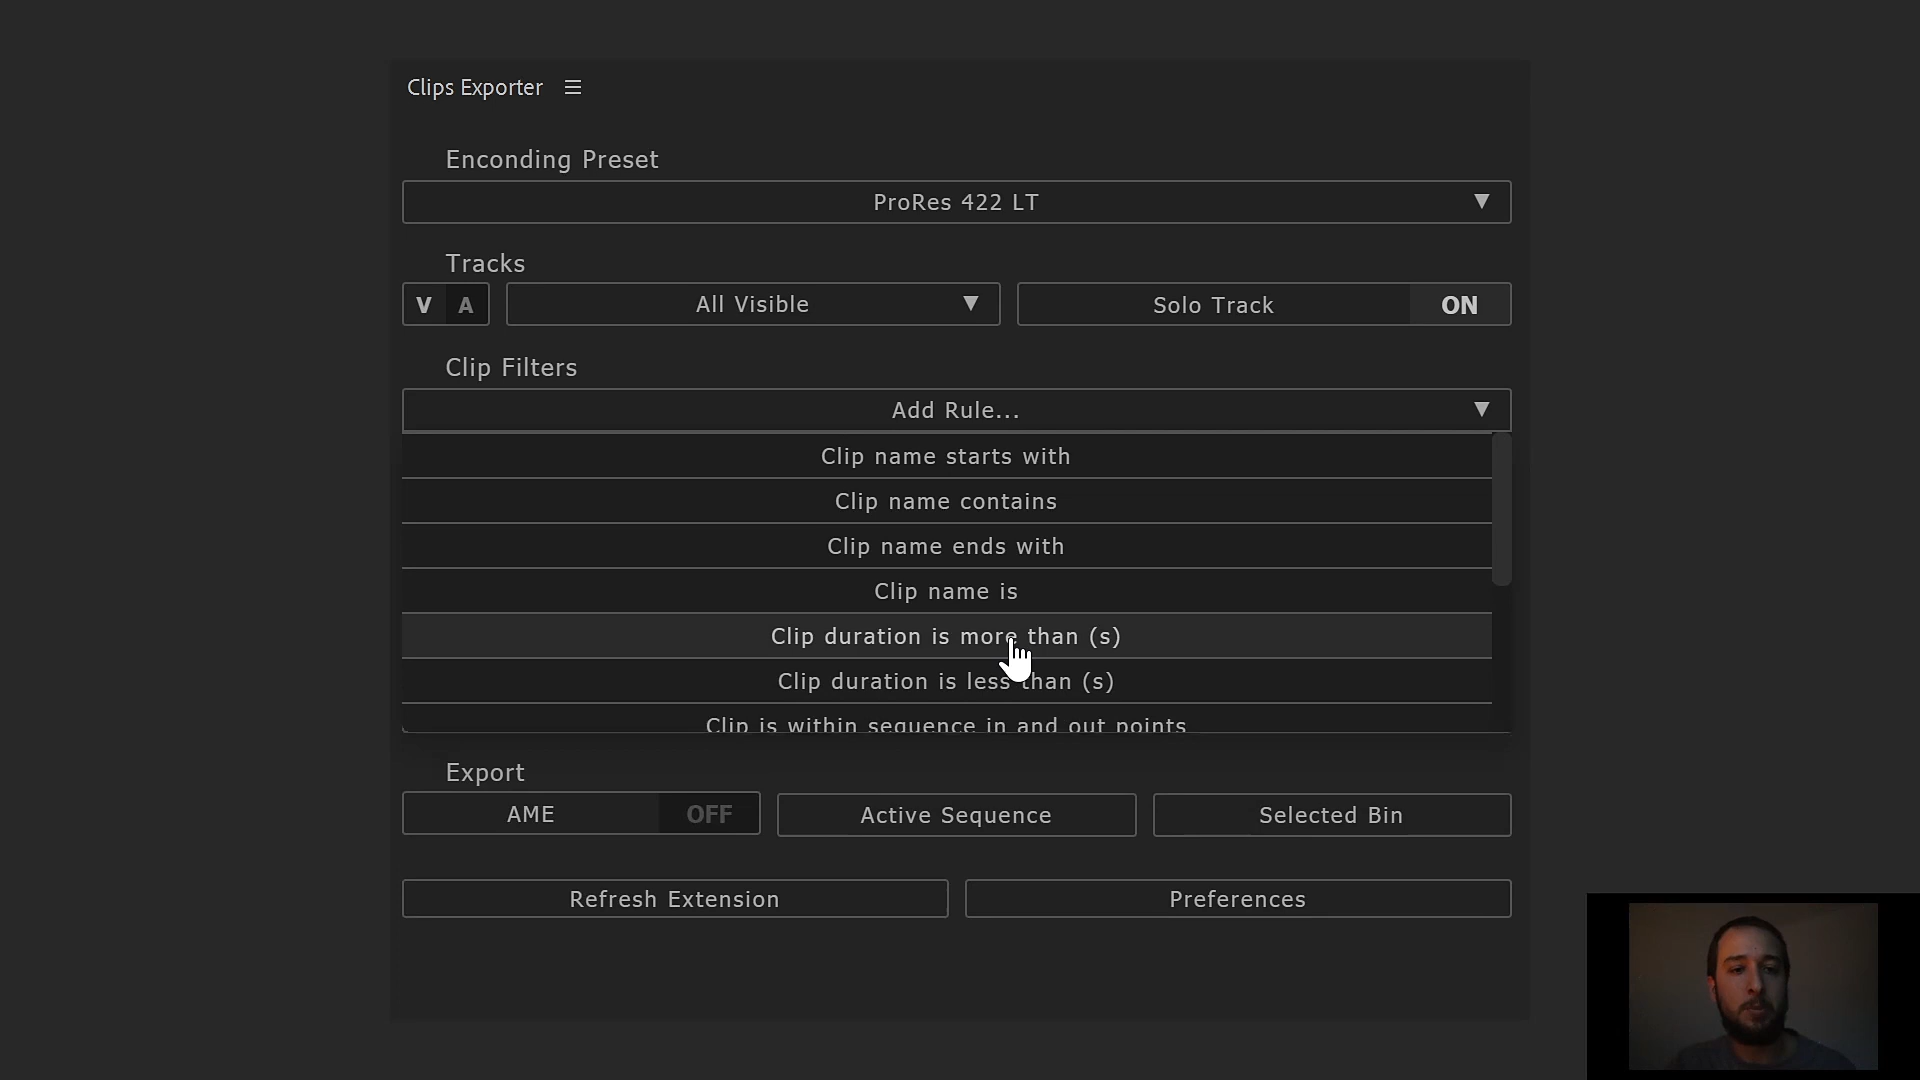 Clips Exporter
Enconding Preset
ProRes 422 LT
Tracks
V A All Visible Solo Track ON
Clip Filters
Add Rule...
Clip name starts with
Clip name contains
Clip name ends with
Clip name is
Clip duration is more than (s)
Clip duration is less than (s)
Clip is within sequence in and out points
Export
AME OFF Active Sequence Selected Bin
Refresh Extension Preferences